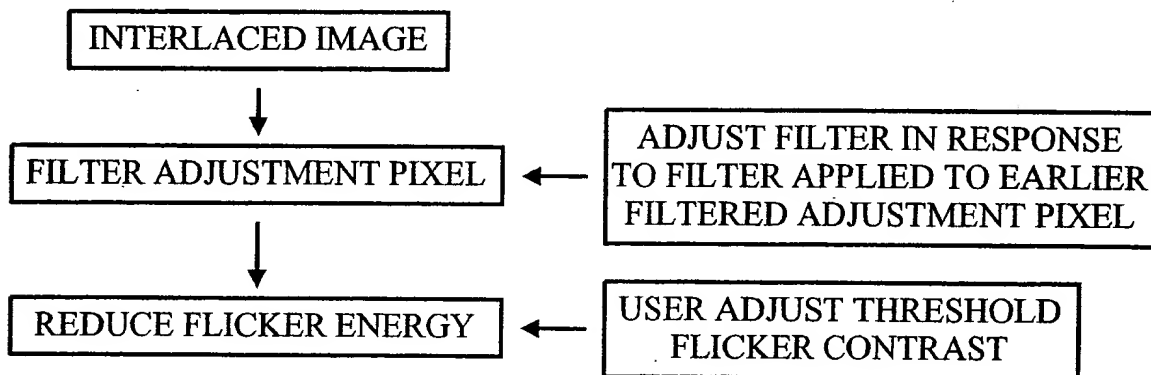 INTERLACED IMAGE
FILTER ADJUSTMENT PIXEL
ADJUST FILTER IN RESPONSE
TO FILTER APPLIED TO EARLIER
FILTERED ADJUSTMENT PIXEL
REDUCE FLICKER ENERGY
USER ADJUST THRESHOLD
FLICKER CONTRAST